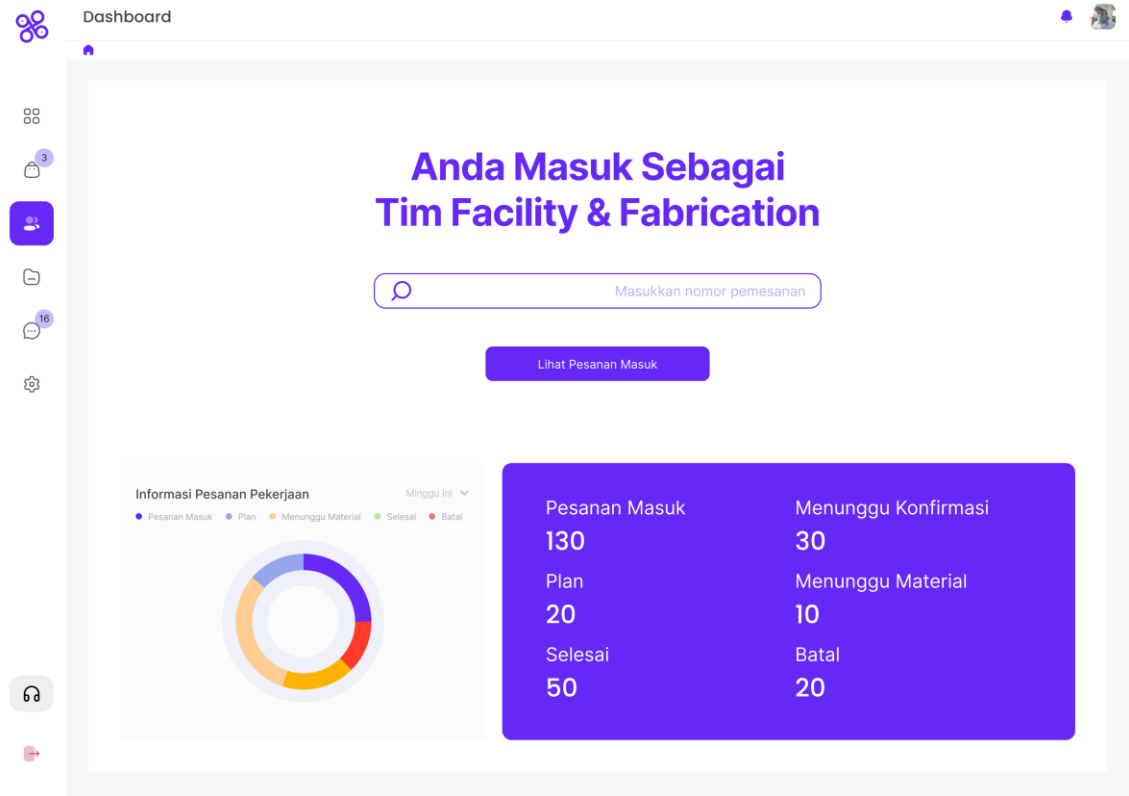 Dashboard
3
16
Anda Masuk Sebagai
Tim Facility & Fabrication
Masukkan nomor pemesanan
Lihat Pesanan Masuk
Informasi Pesanan Pekerjaan
Minggu Ini
Pesanan Masuk Plan Menunggu Material Selesai Batal
Pesanan Masuk
130
Menunggu Konfirmasi
30
Plan
20
Menunggu Material
10
Selesai
50
Batal
20